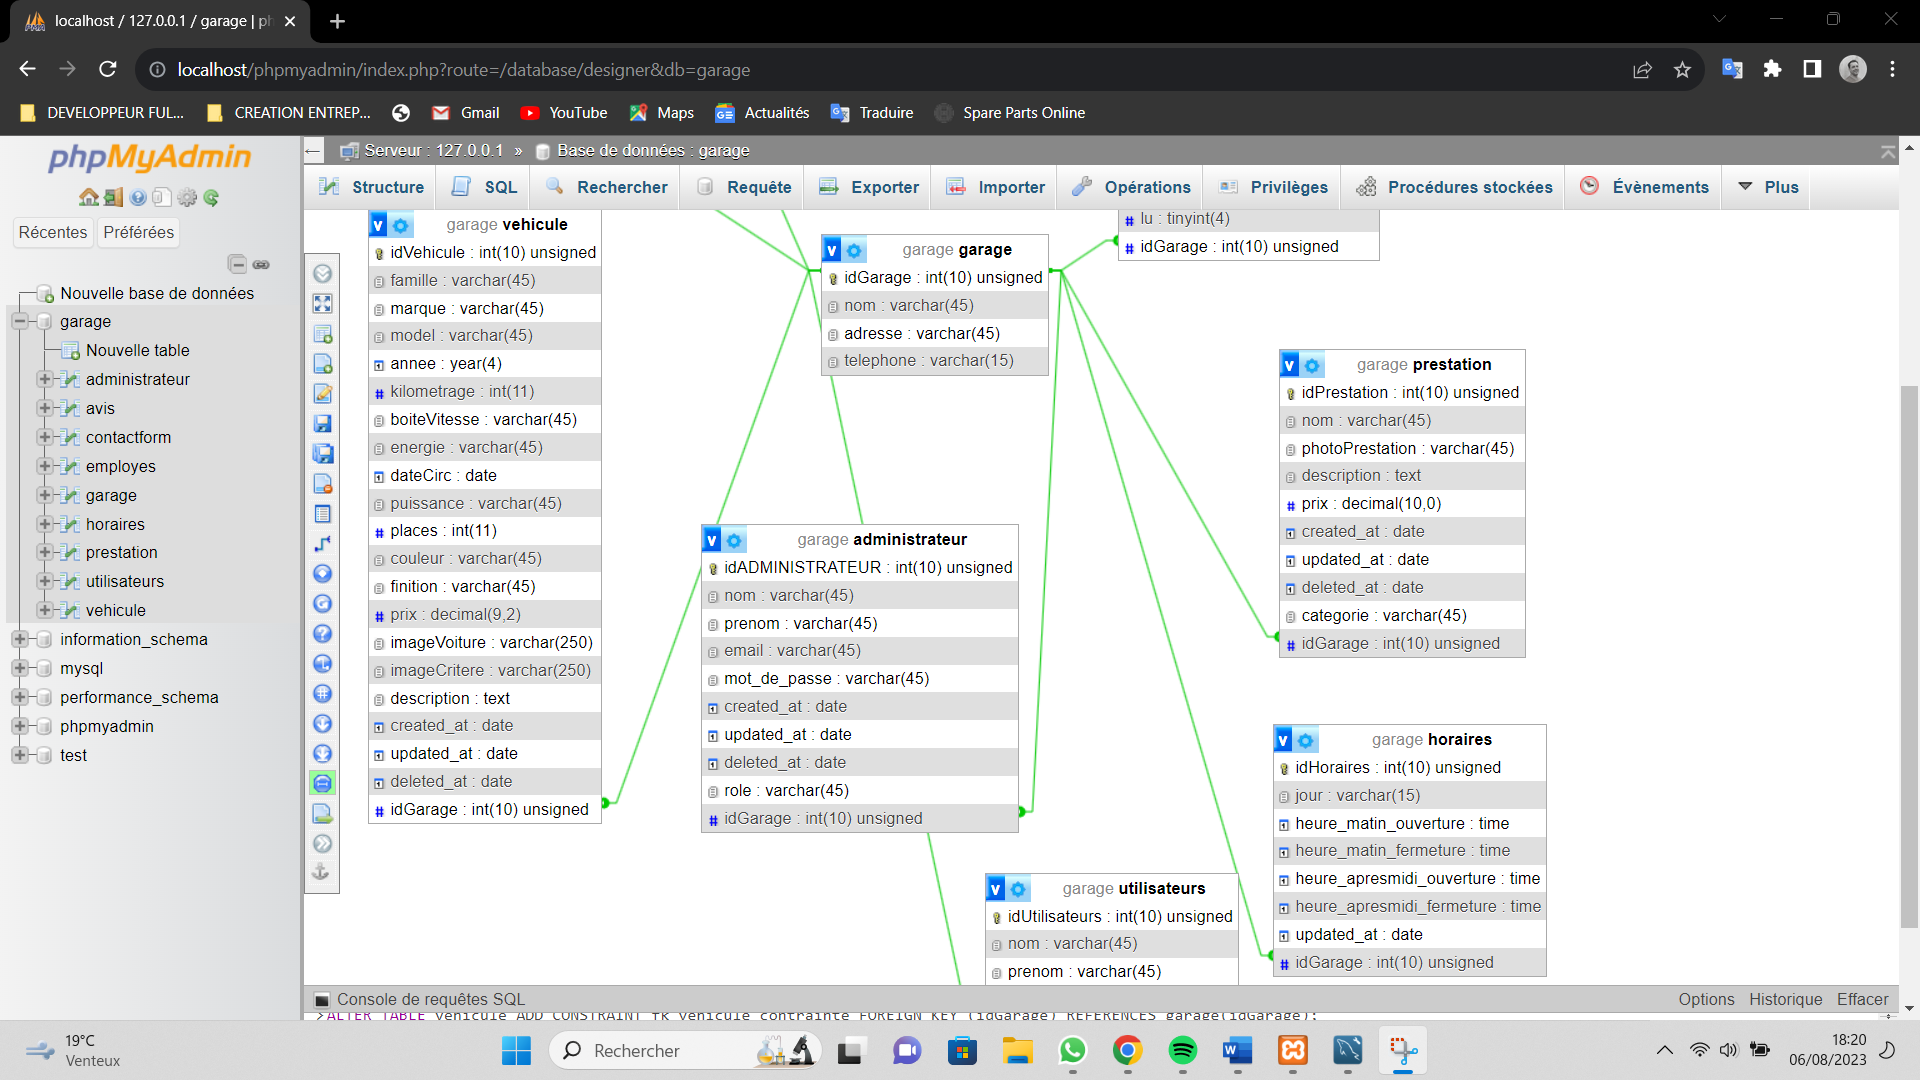 localhost / 127.0.0.1 / garage | ph
localhost/phpmyadmin/index.php?route=/database/designer&db=garage
DEVELOPPEUR FUL...
CREATION ENTREP...
Gmail
YouTube
Maps
Actualités
Traduire
Spare Parts Online
phpMyAdmin
Récentes
Préférées
Nouvelle base de données
garage
Nouvelle table
administrateur
avis
contactform
employes
garage
horaires
prestation
utilisateurs
vehicule
information_schema
mysql
performance_schema
phpmyadmin
test
Serveur : 127.0.0.1 » Base de données : garage
Structure
SQL
Rechercher
Requête
Exporter
Importer
Opérations
Privilèges
Procédures stockées
Évènements
Plus
v garage vehicule
idVehicule : int(10) unsigned
famille : varchar(45)
marque : varchar(45)
model : varchar(45)
annee : year(4)
# kilometrage : int(11)
boiteVitesse : varchar(45)
energie : varchar(45)
dateCirc : date
puissance : varchar(45)
# places : int(11)
couleur : varchar(45)
finition : varchar(45)
# prix : decimal(9,2)
imageVoiture : varchar(250)
imageCritere : varchar(250)
description : text
created_at : date
updated_at : date
deleted_at : date
# idGarage : int(10) unsigned
v garage garage
idGarage : int(10) unsigned
nom : varchar(45)
adresse : varchar(45)
telephone : varchar(15)
# lu : tinyint(4)
# idGarage : int(10) unsigned
v garage administrateur
idADMINISTRATEUR : int(10) unsigned
nom : varchar(45)
prenom : varchar(45)
email : varchar(45)
mot_de_passe : varchar(45)
created_at : date
updated_at : date
deleted_at : date
role : varchar(45)
# idGarage : int(10) unsigned
v garage prestation
idPrestation : int(10) unsigned
nom : varchar(45)
photoPrestation : varchar(45)
description : text
# prix : decimal(10,0)
created_at : date
updated_at : date
deleted_at : date
categorie : varchar(45)
# idGarage : int(10) unsigned
v garage horaires
idHoraires : int(10) unsigned
jour : varchar(15)
heure_matin_ouverture : time
heure_matin_fermeture : time
heure_apresmidi_ouverture : time
heure_apresmidi_fermeture : time
updated_at : date
# idGarage : int(10) unsigned
v garage utilisateurs
idUtilisateurs : int(10) unsigned
nom : varchar(45)
prenom : varchar(45)
Console de requêtes SQL
Options Historique Effacer
>ALTER TABLE vehicule ADD CONSTRAINT fk_vehicule_contrainte FOREIGN KEY (idGarage) REFERENCES garage(idGarage);
19°C
Venteux
Rechercher
18:20
06/08/2023